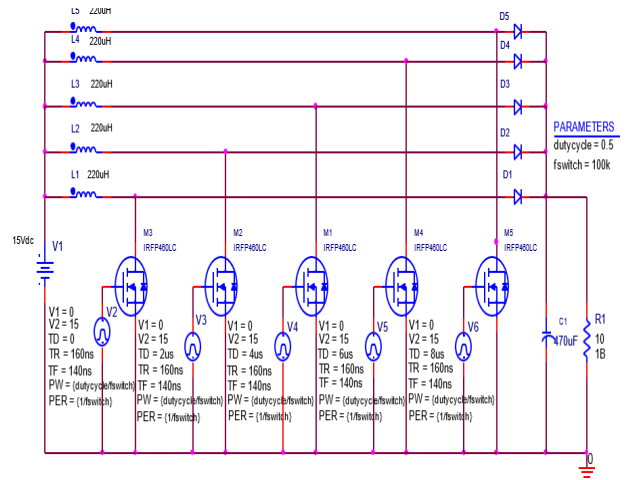 L5 220uH
D5
L4
220uH
D4
L3 220uH
D3
L2
220uH
D2
PARAMETERS
dutycycle = 0.5
fswitch = 100k
L1 220uH
D1
M3
IRFP460LC
M2
IRFP460LC
M1
IRFP460LC
M4
IRFP460LC
M5
IRFP460LC
15Vdc V1
V1 = 0
V2 = 15
TD = 0
TR = 160ns
TF = 140ns
PW = {dutycycle/fswitch}
PER = {1/fswitch}
V2
V1 = 0
V2 = 15
TD = 2us
TR = 160ns
TF = 140ns
PW = {dutycycle/fswitch}
PER = {1/fswitch}
V3
V1 = 0
V2 = 15
TD = 4us
TR = 160ns
TF = 140ns
PW = {dutycycle/fswitch}
PER = {1/fswitch}
V4
V1 = 0
V2 = 15
TD = 6us
TR = 160ns
TF = 140ns
PW = {dutycycle/fswitch}
PER = {1/fswitch}
V5
V1 = 0
V2 = 15
TD = 8us
TR = 160ns
TF = 140ns
PW = {dutycycle/fswitch}
PER = {1/fswitch}
V6
C1
470uF
R1
10
1B
0